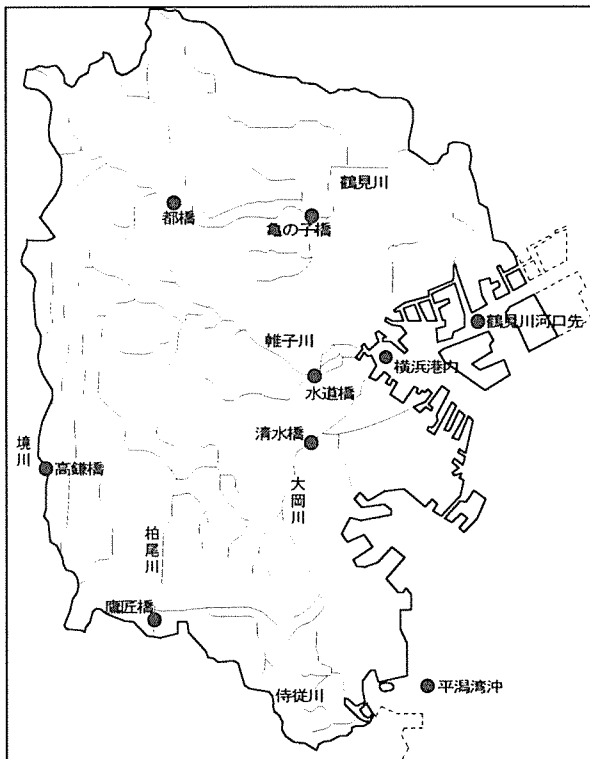 鶴見川
都橋
亀の子橋
鶴見川河口先
帷子川
横浜港内
水道橋
清水橋
境川
高鎌橋
大岡川
柏尾川
鷹匠橋
侍従川
平潟湾沖